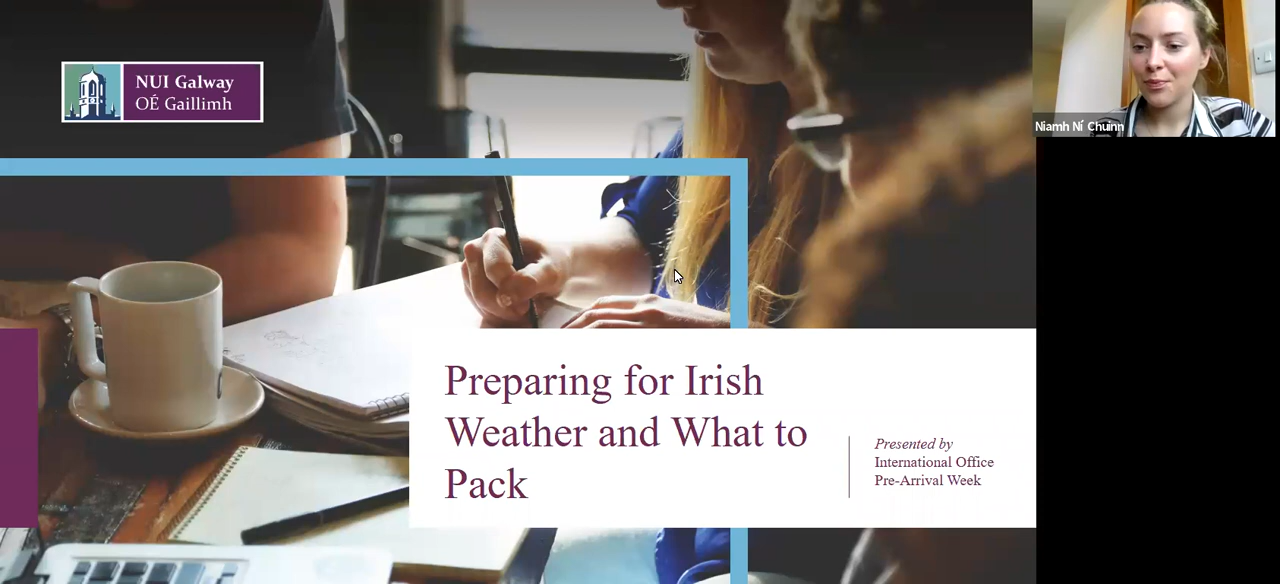 NUI Galway
OÉ Gaillimh
Niamh Ní Chuinn
Preparing for Irish
Weather and What to
Pack
Presented by
International Office
Pre-Arrival Week